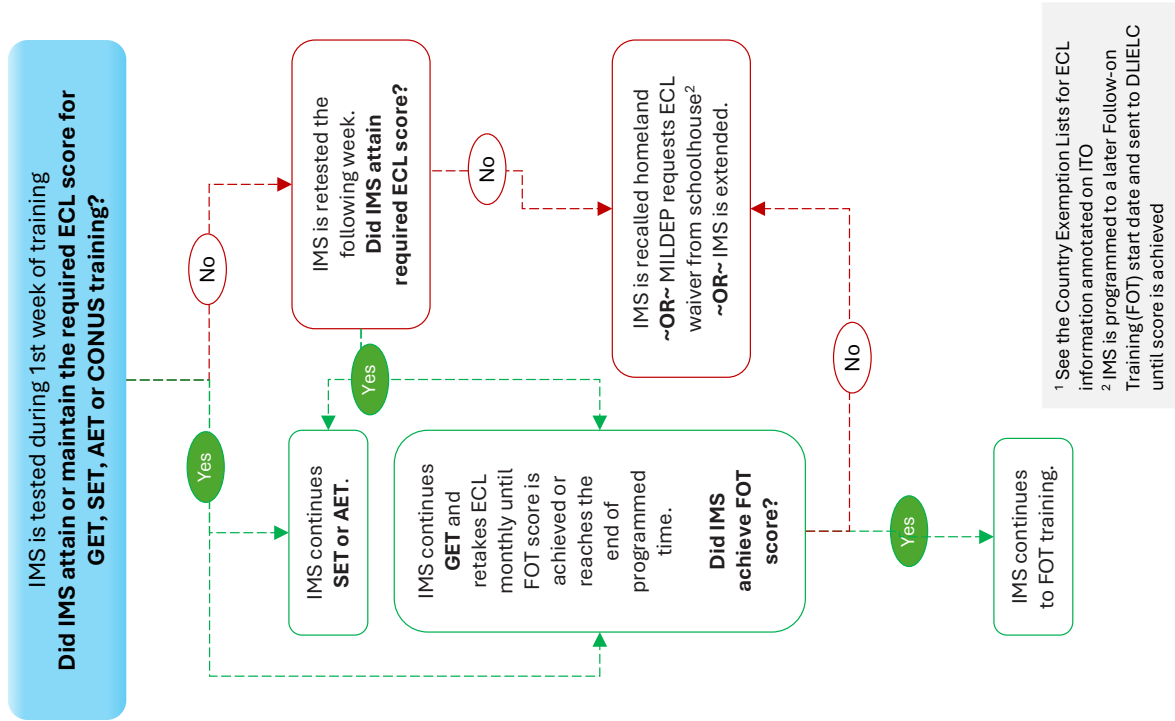 IMS is tested during 1st week of training
Did IMS attain or maintain the required ECL score for
GET, SET, AET or CONUS training?
Yes
No
IMS continues
SET or AET.
Yes
IMS is retested the
following week.
Did IMS attain
required ECL score?
No
IMS continues
GET and
retakes ECL
monthly until
FOT score is
achieved or
reaches the
end of
programmed
time.
Did IMS
achieve FOT
score?
IMS is recalled homeland
~OR~ MILDEP requests ECL
waiver from schoolhouse²
~OR~ IMS is extended.
No
Yes
IMS continues
to FOT training.
¹ See the Country Exemption Lists for ECL
information annotated on ITO
² IMS is programmed to a later Follow-on
Training(FOT) start date and sent to DLIELC
until score is achieved